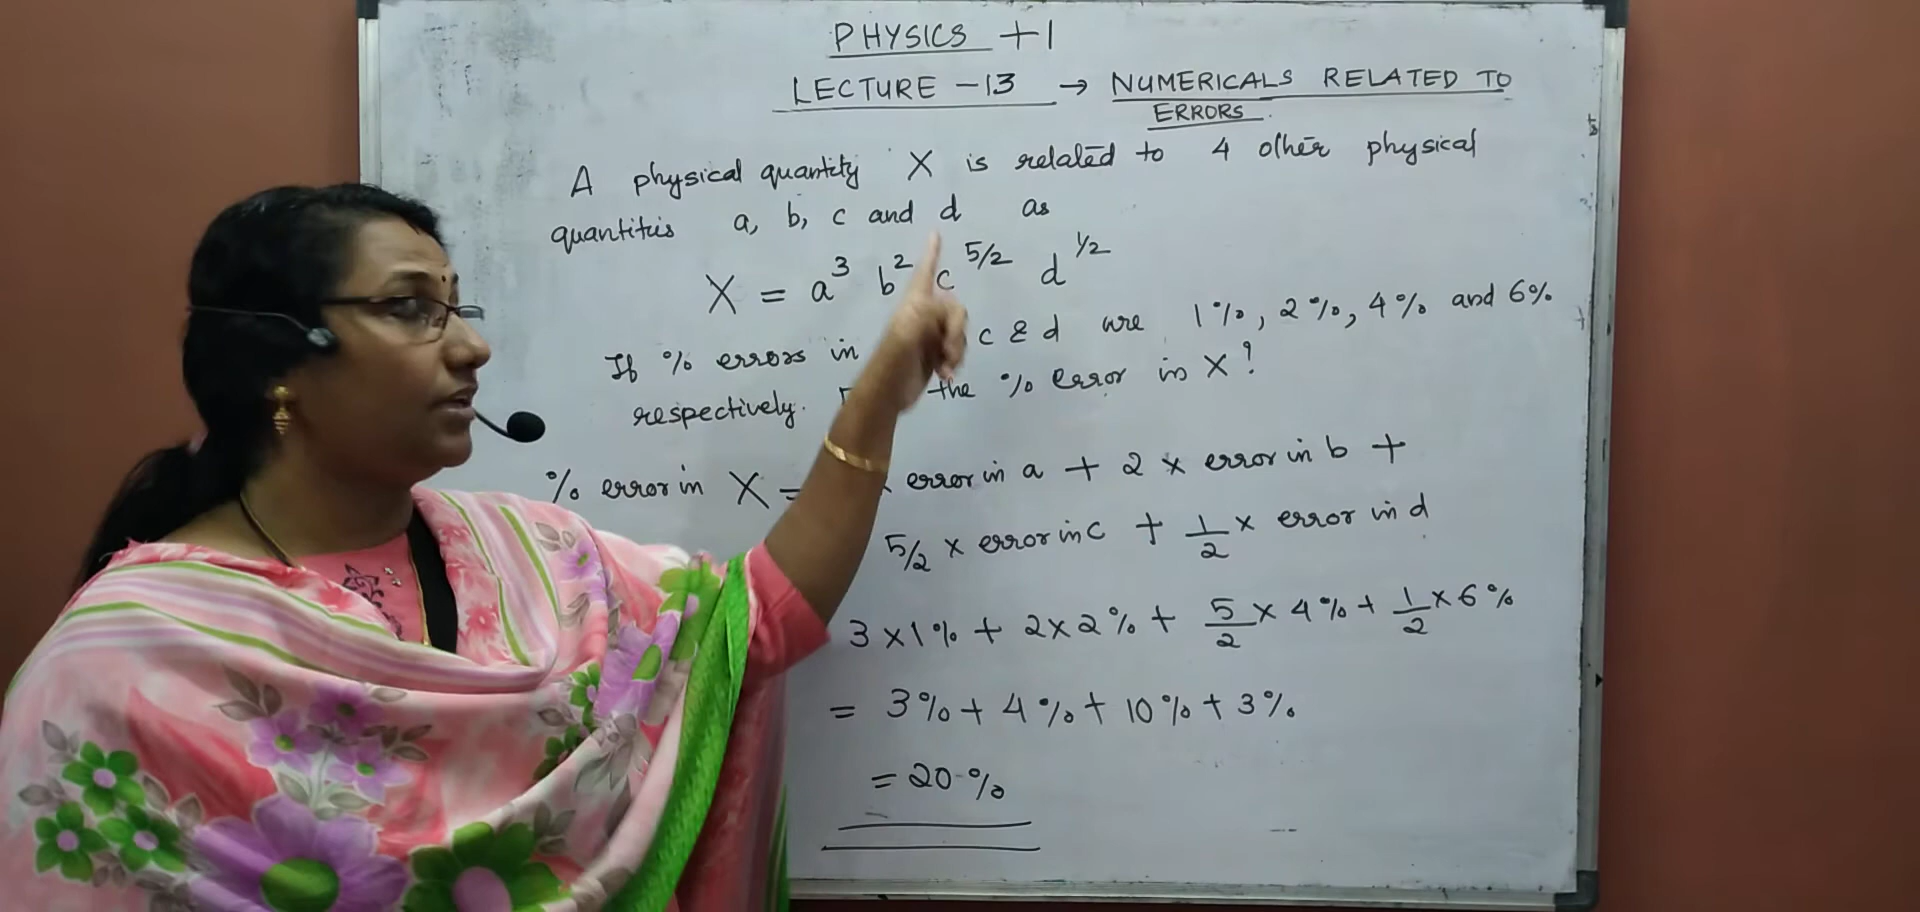 PHYSICS +1
LECTURE - 13 → NUMERICALS RELATED TO
ERRORS.
A physical quantity X is related to 4 other physical
quantities a, b, c and d as
X = a³ b² c^5/2 d^1/2
If % errors in c & d are 1%, 2%, 4% and 6%
respectively. the % error in X?
% error in X = error in a + 2 × error in b +
5/2 × error in c + 1/2 × error in d
3×1% + 2×2% + 5/2 × 4% + 1/2 × 6%
= 3% + 4% + 10% + 3%
= 20%